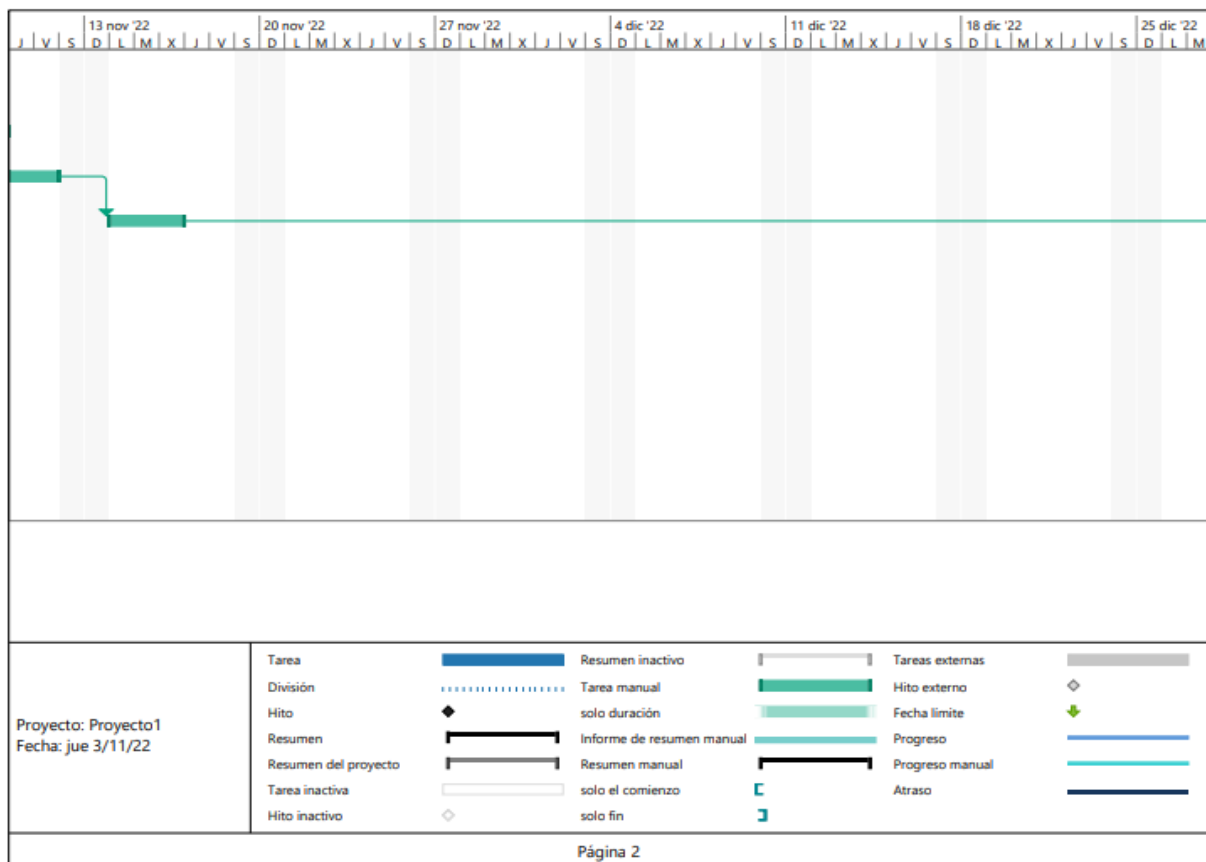 13 nov '22 20 nov '22 27 nov '22 4 dic '22 11 dic '22 18 dic '22 25 dic '22
J V S D L M X J V S D L M X J V S D L M X J V S D L M X J V S D L M X J V S D L M X J V S D L M
Tarea Resumen inactivo Tareas externas
División Tarea manual Hito externo
Hito solo duración Fecha límite
Proyecto: Proyecto1
Fecha: jue 3/11/22
Resumen Informe de resumen manual Progreso
Resumen del proyecto Resumen manual Progreso manual
Tarea inactiva solo el comienzo Atraso
Hito inactivo solo fin
Página 2